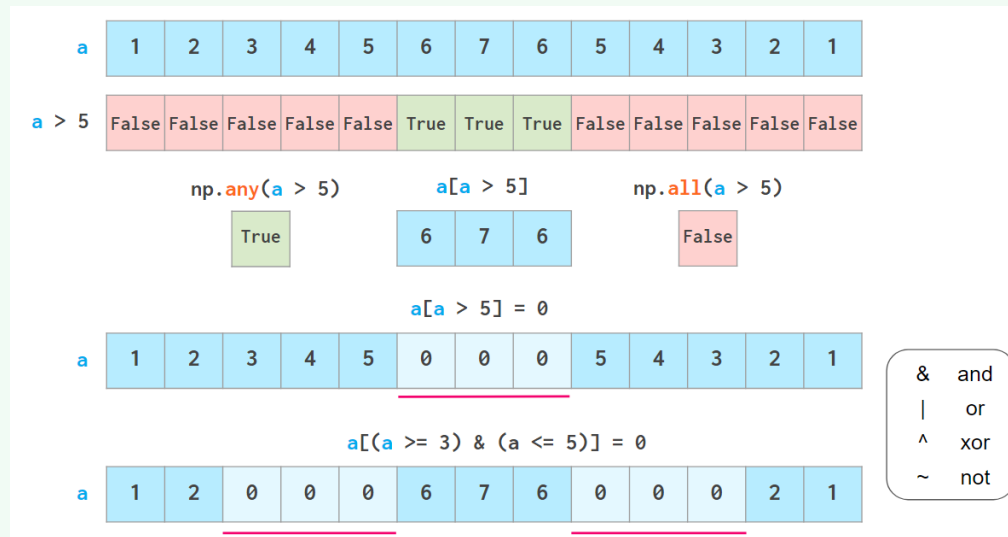 a 1 2 3 4 5 6 7 6 5 4 3 2 1
a > 5 False False False False False True True True False False False False False
np.any(a > 5) a[a > 5] np.all(a > 5)
True 6 7 6 False
a[a > 5] = 0
a 1 2 3 4 5 0 0 0 5 4 3 2 1
a[(a >= 3) & (a <= 5)] = 0
a 1 2 0 0 0 6 7 6 0 0 0 2 1
& and
| or
^ xor
~ not